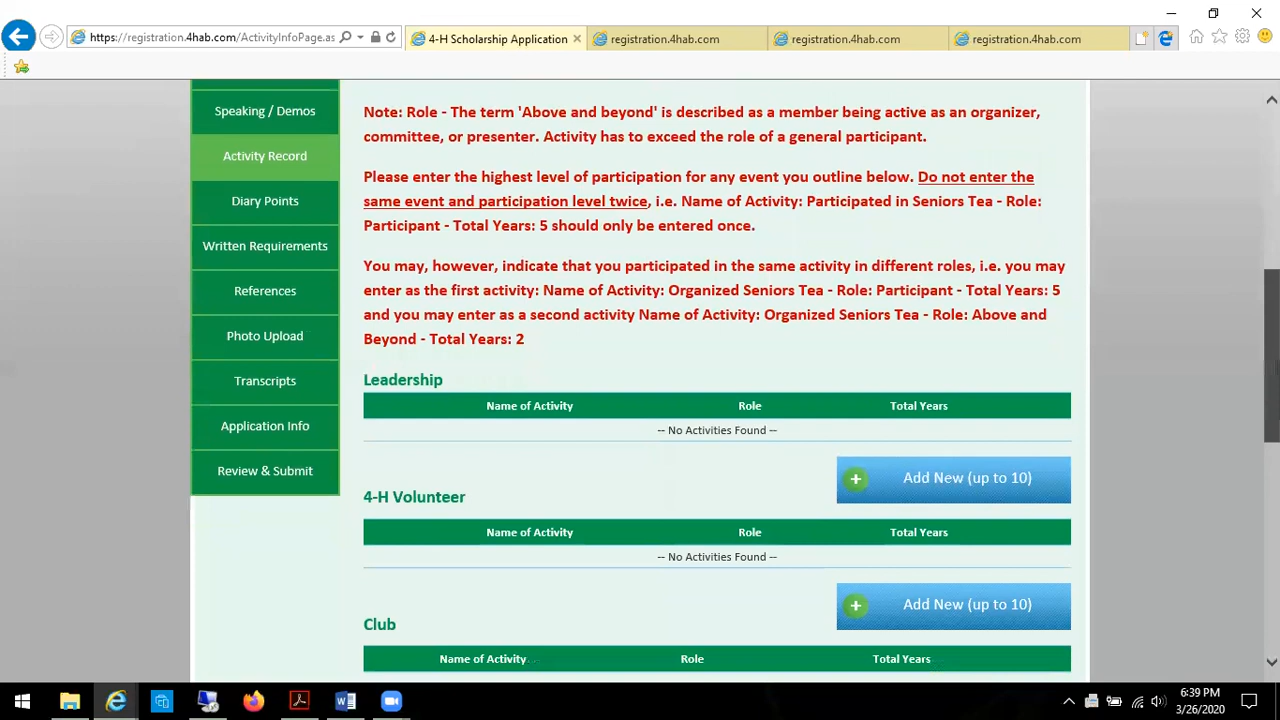 https://registration.4hab.com/ActivityInfoPage.as
4-H Scholarship Application
registration.4hab.com
registration.4hab.com
registration.4hab.com
Speaking / Demos
Activity Record
Diary Points
Written Requirements
References
Photo Upload
Transcripts
Application Info
Review & Submit
Note: Role - The term 'Above and beyond' is described as a member being active as an organizer,
committee, or presenter. Activity has to exceed the role of a general participant.
Please enter the highest level of participation for any event you outline below. Do not enter the
same event and participation level twice, i.e. Name of Activity: Participated in Seniors Tea - Role:
Participant - Total Years: 5 should only be entered once.
You may, however, indicate that you participated in the same activity in different roles, i.e. you may
enter as the first activity: Name of Activity: Organized Seniors Tea - Role: Participant - Total Years: 5
and you may enter as a second activity Name of Activity: Organized Seniors Tea - Role: Above and
Beyond - Total Years: 2
Leadership
Name of Activity Role Total Years
-- No Activities Found --
Add New (up to 10)
4-H Volunteer
Name of Activity Role Total Years
-- No Activities Found --
Add New (up to 10)
Club
Name of Activity Role Total Years
6:39 PM
3/26/2020